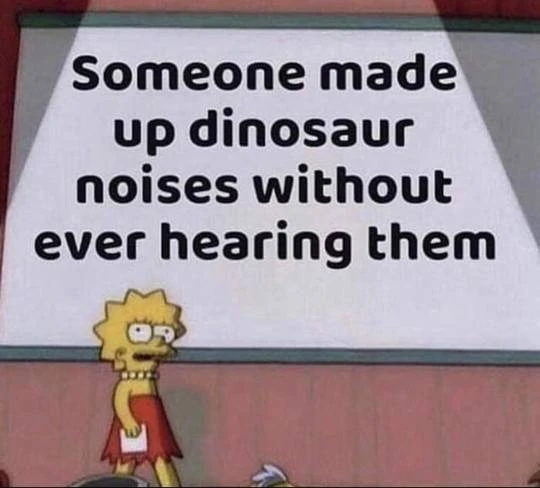 Someone made
up dinosaur
noises without
ever hearing them